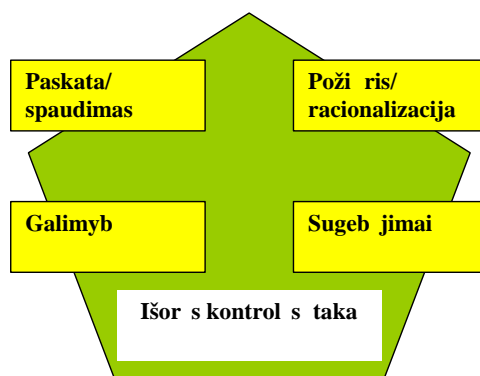 Paskata/
spaudimas
Poži ris/
racionalizacija
Galimyb
Sugeb jimai
Išor s kontrol s taka